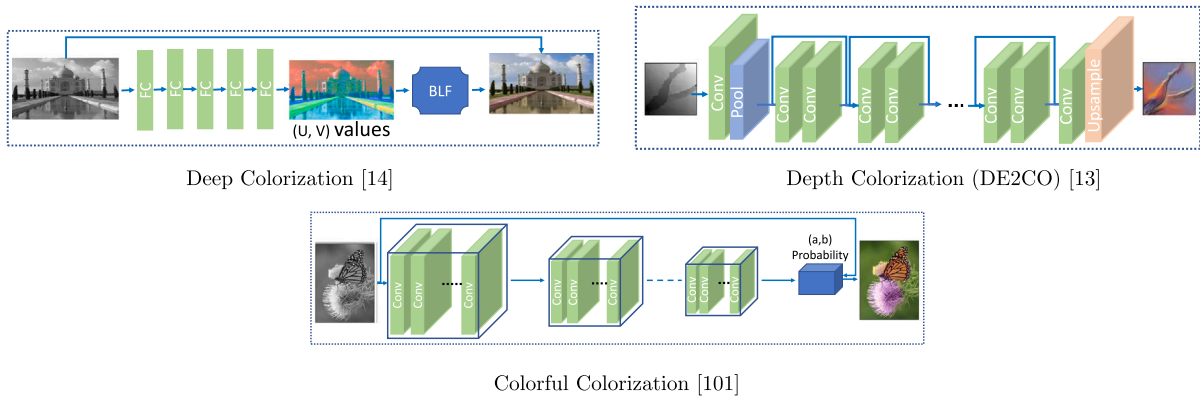 FC
FC
FC
FC
FC
(U, V) values
BLF
Deep Colorization [14]
Conv
Pool
Conv
Conv
Conv
Conv
...
Conv
Conv
Conv
Upsample
Depth Colorization (DE2CO) [13]
Conv
Conv
.....
Conv
Conv
Conv
.....
Conv
Conv
Conv
...
Conv
(a,b)
Probability
Colorful Colorization [101]